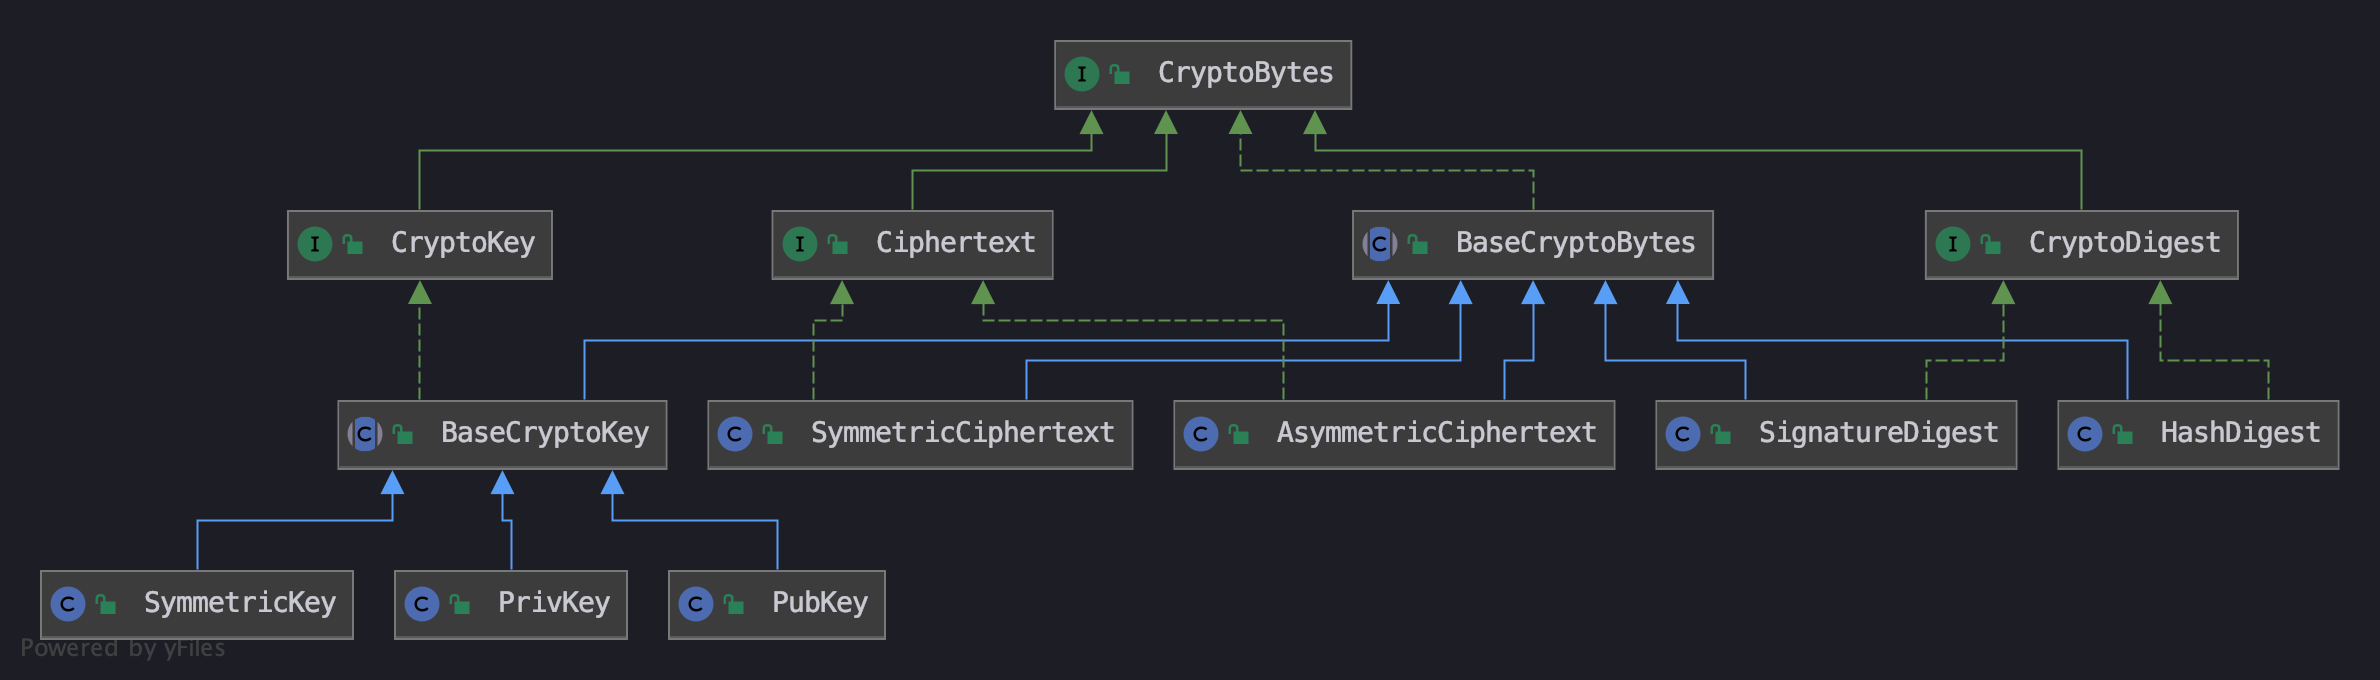 I CryptoBytes
I CryptoKey
I Ciphertext
C BaseCryptoBytes
I CryptoDigest
C BaseCryptoKey
C SymmetricCiphertext
C AsymmetricCiphertext
C SignatureDigest
C HashDigest
C SymmetricKey
C PrivKey
C PubKey
Powered by yFiles